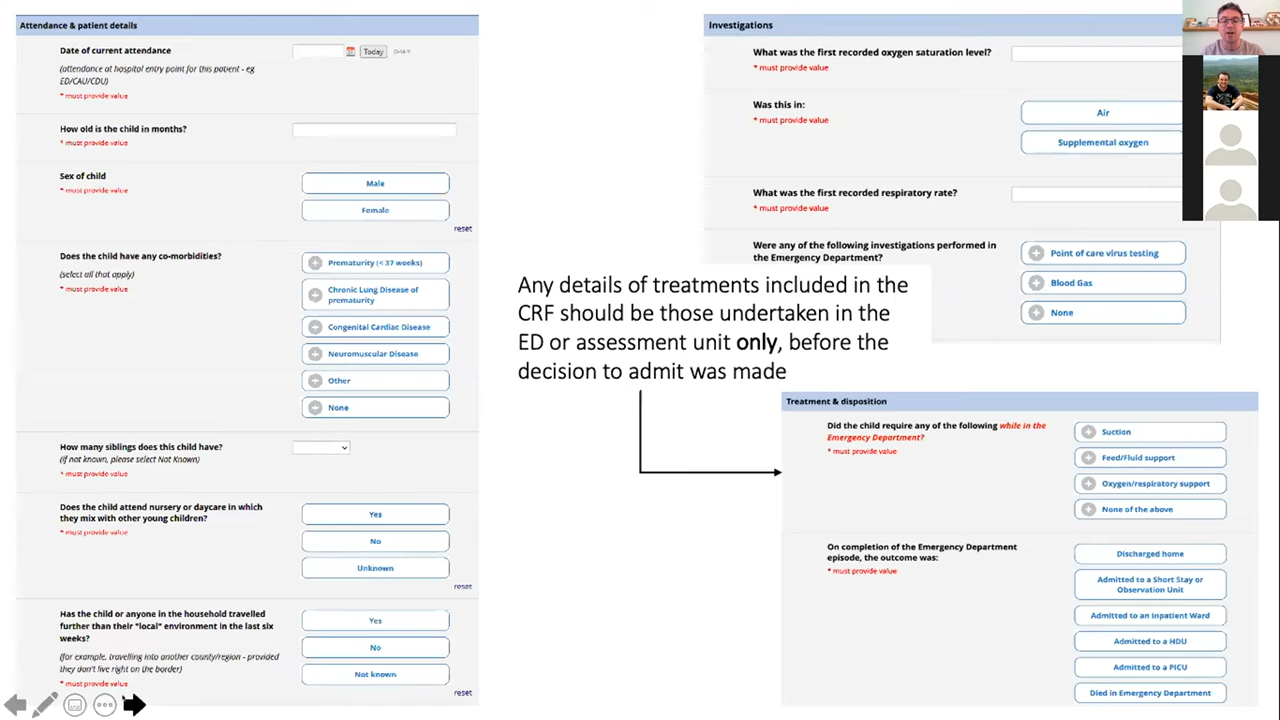 Attendance & patient details
Date of current attendance
Today
D-M-Y
(attendance at hospital entry point for this patient - eg
ED/CAU/CDU)
* must provide value
How old is the child in months?
* must provide value
Sex of child
* must provide value
Male
Female
reset
Does the child have any co-morbidities?
(select all that apply)
* must provide value
Prematurity (< 37 weeks)
Chronic Lung Disease of
prematurity
Congenital Cardiac Disease
Neuromuscular Disease
Other
None
How many siblings does this child have?
(if not known, please select Not Known)
* must provide value
Does the child attend nursery or daycare in which
they mix with other young children?
* must provide value
Yes
No
Unknown
reset
Has the child or anyone in the household travelled
further than their "local" environment in the last six
weeks?
(for example, travelling into another county/region - provided
they don't live right on the border)
* must provide value
Yes
No
Not known
reset
Investigations
What was the first recorded oxygen saturation level?
* must provide value
Was this in:
* must provide value
Air
Supplemental oxygen
What was the first recorded respiratory rate?
* must provide value
Were any of the following investigations performed in
the Emergency Department?
Point of care virus testing
Blood Gas
None
Any details of treatments included in the
CRF should be those undertaken in the
ED or assessment unit only, before the
decision to admit was made
Treatment & disposition
Did the child require any of the following while in the
Emergency Department?
* must provide value
Suction
Feed/Fluid support
Oxygen/respiratory support
None of the above
On completion of the Emergency Department
episode, the outcome was:
* must provide value
Discharged home
Admitted to a Short Stay or
Observation Unit
Admitted to an Inpatient Ward
Admitted to a HDU
Admitted to a PICU
Died in Emergency Department